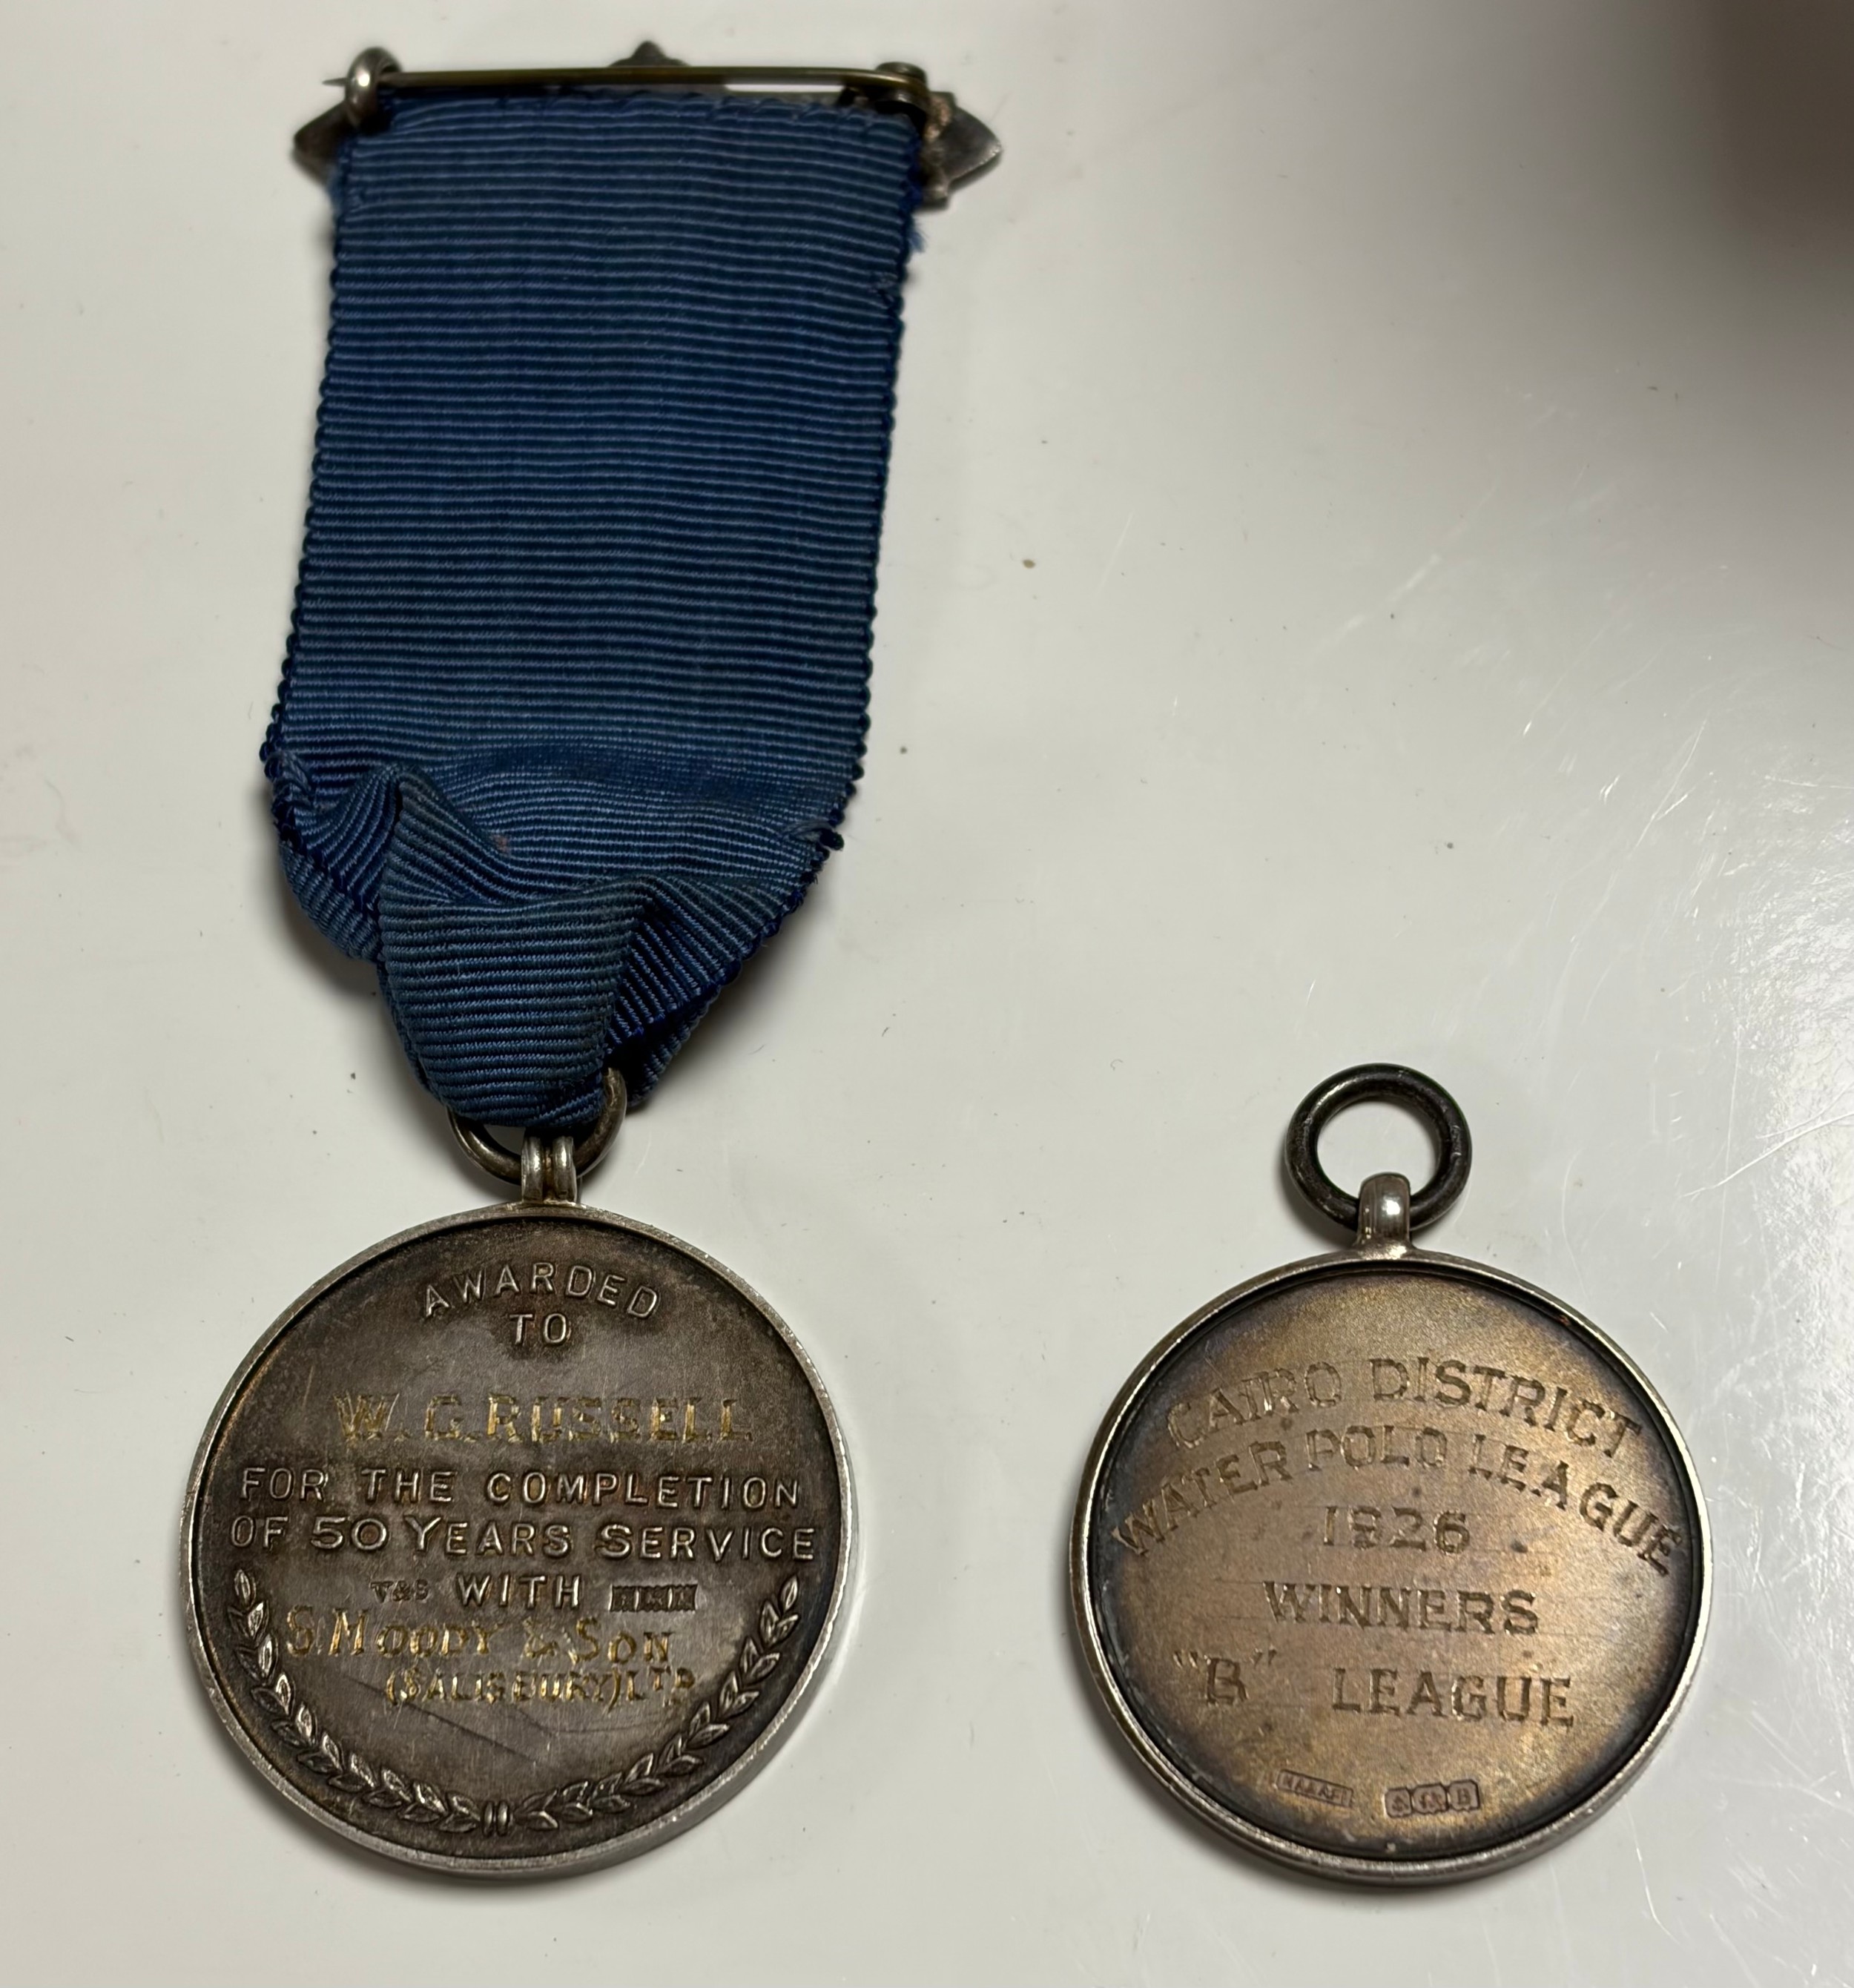 AWARDED
TO
W. G. RUSSELL
FOR THE COMPLETION
OF 50 YEARS SERVICE
T&S WITH
S. MOODY & SON
(SALISBURY) LTD
CAIRO DISTRICT
WATER POLO LEAGUE
1926
WINNERS
"B" LEAGUE